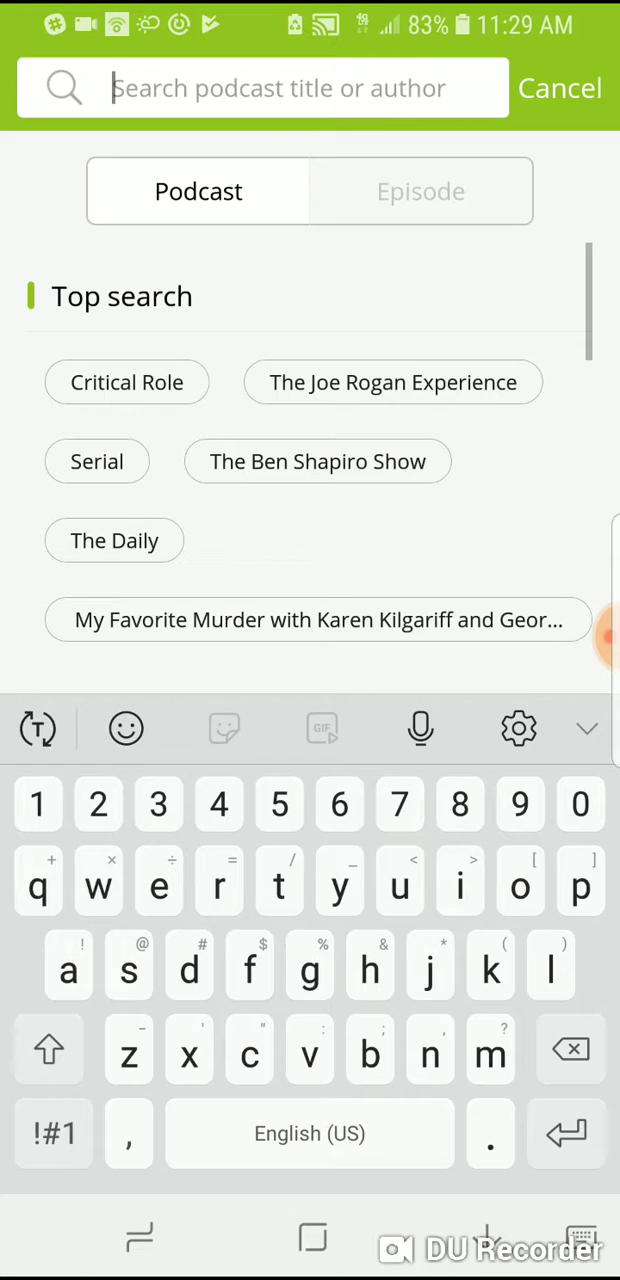 83% 11:29 AM
Search podcast title or author Cancel
Podcast Episode
Top search
Critical Role The Joe Rogan Experience
Serial The Ben Shapiro Show
The Daily
My Favorite Murder with Karen Kilgariff and Geor...
T GIF
1 2 3 4 5 6 7 8 9 0
+ × ÷ = / _ < > [ ]
q w e r t y u i o p
! @ # $ % & * ( )
a s d f g h j k l
- ' " : ; , ?
z x c v b n m
!#1 , English (US) .
DU Recorder